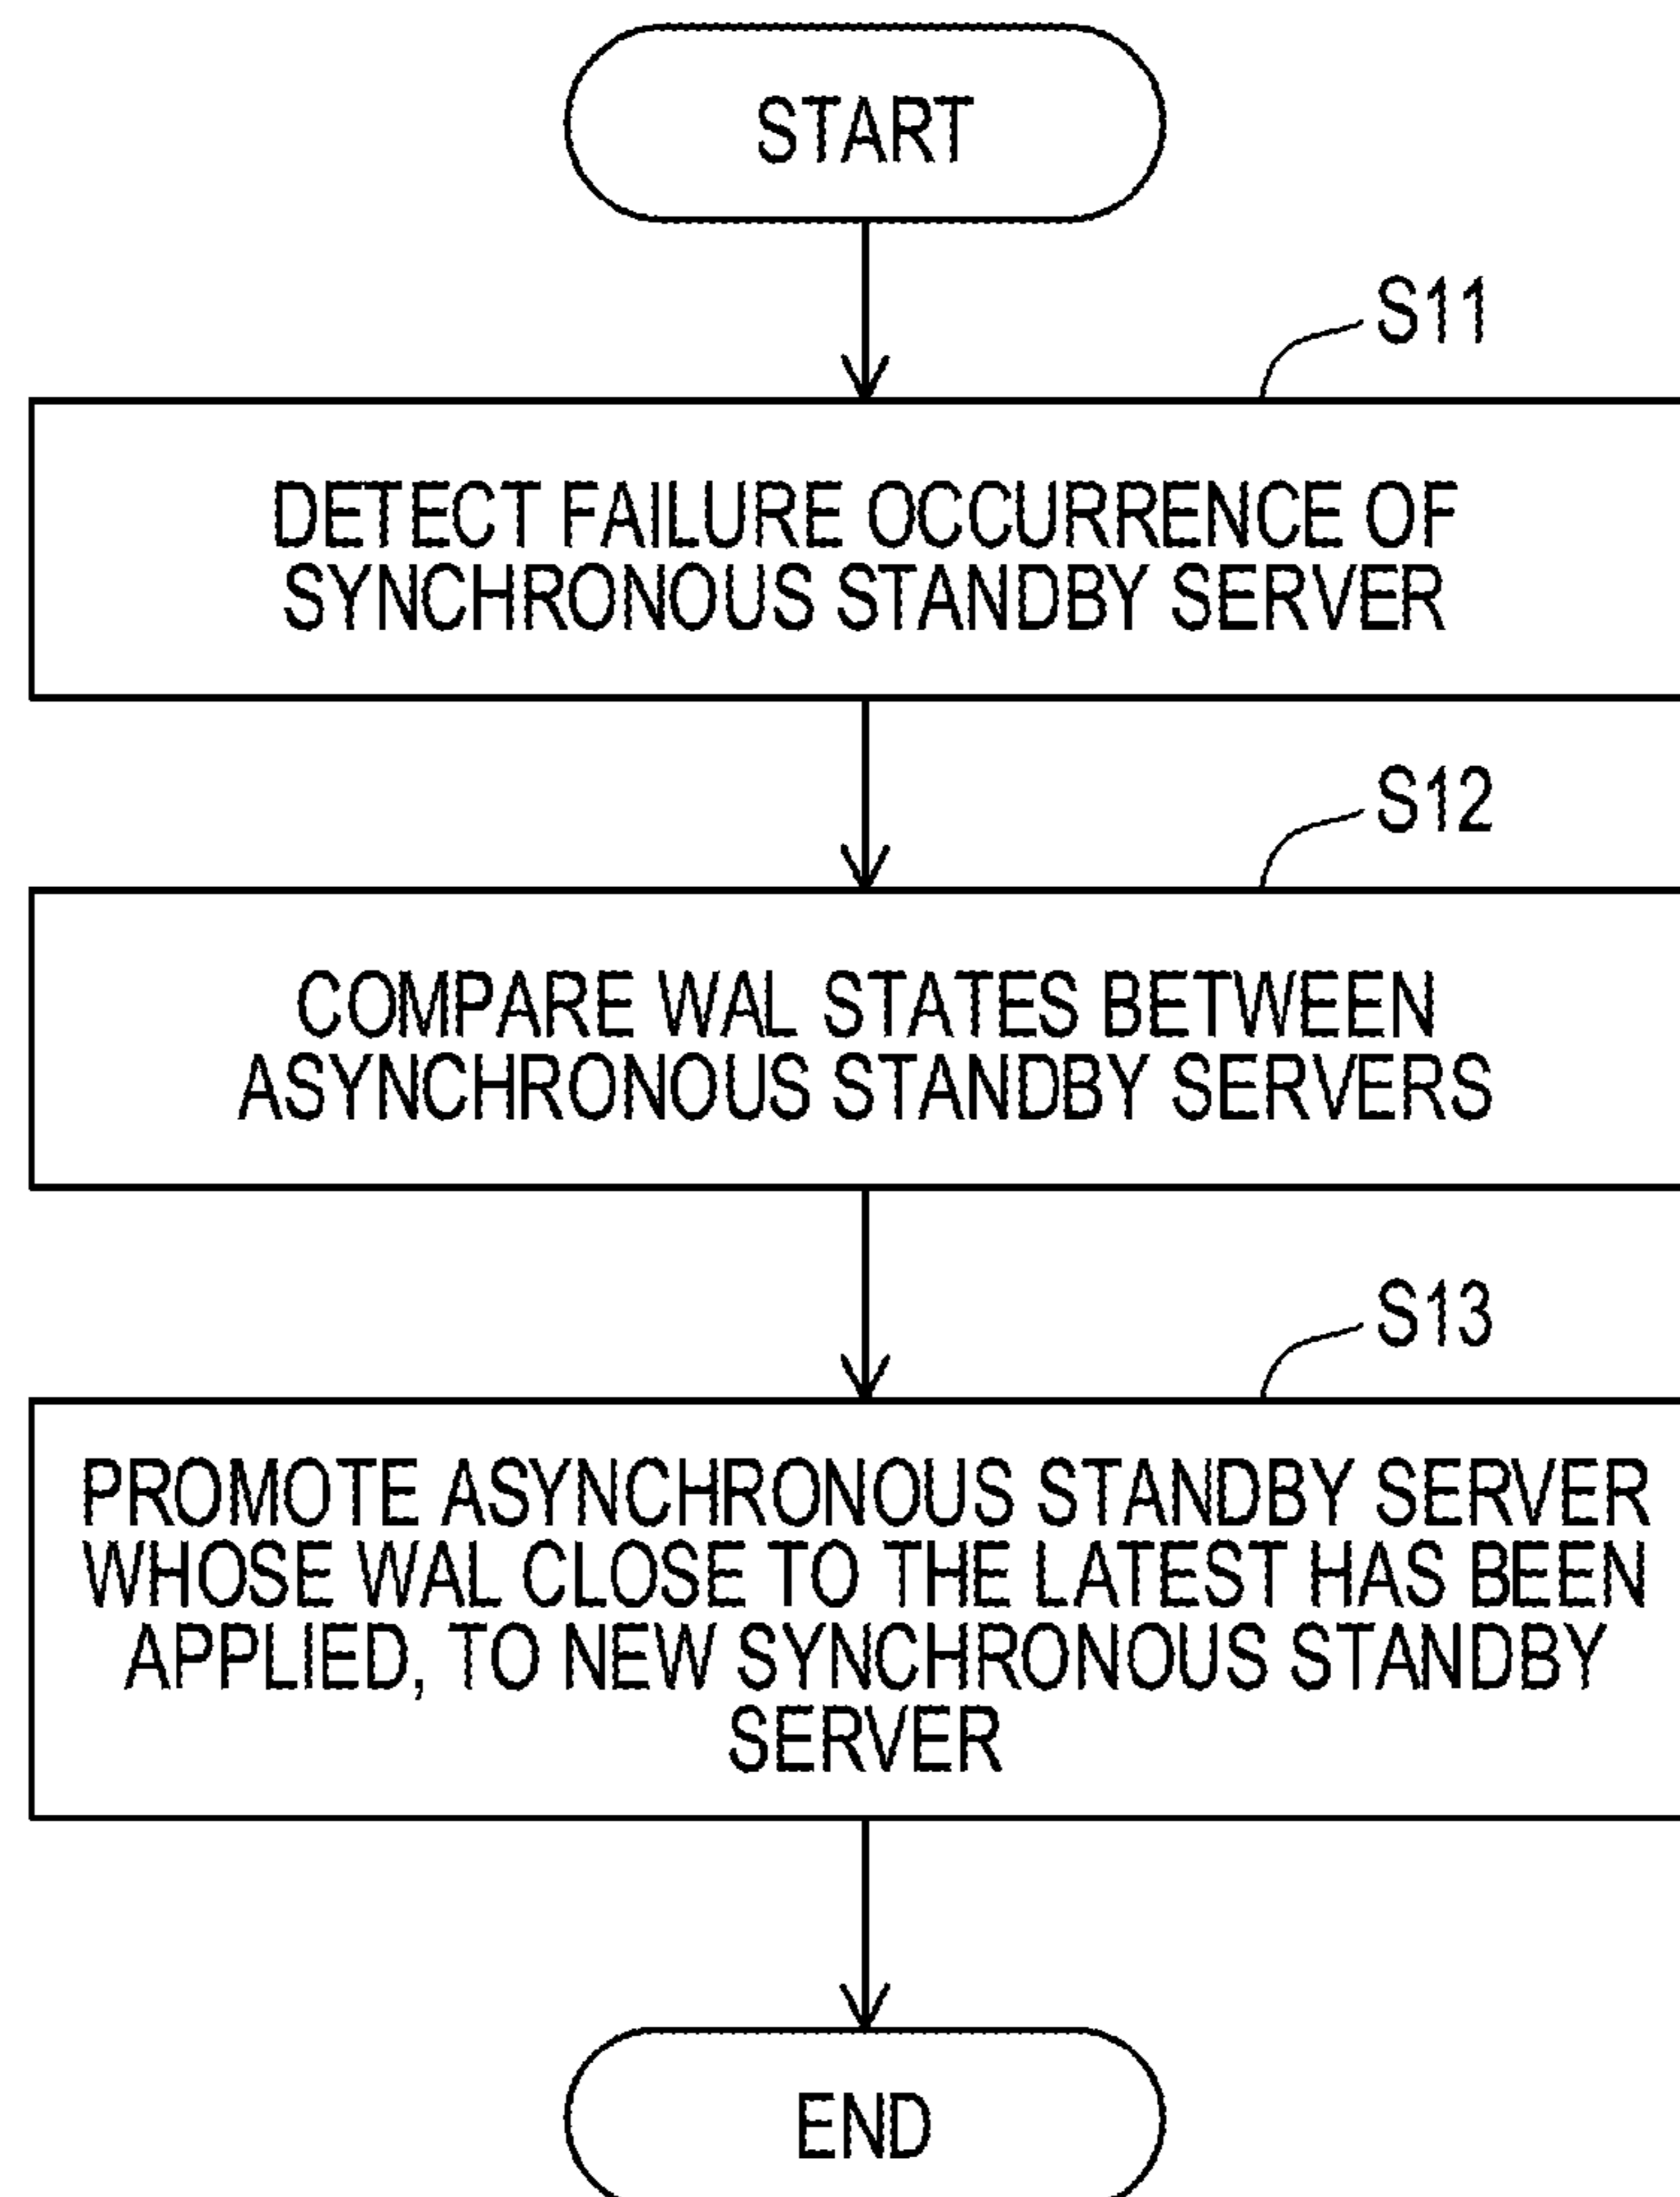 START
S11
DETECT FAILURE OCCURRENCE OF
SYNCHRONOUS STANDBY SERVER
S12
COMPARE WAL STATES BETWEEN
ASYNCHRONOUS STANDBY SERVERS
S13
PROMOTE ASYNCHRONOUS STANDBY SERVER
WHOSE WAL CLOSE TO THE LATEST HAS BEEN
APPLIED, TO NEW SYNCHRONOUS STANDBY
SERVER
END